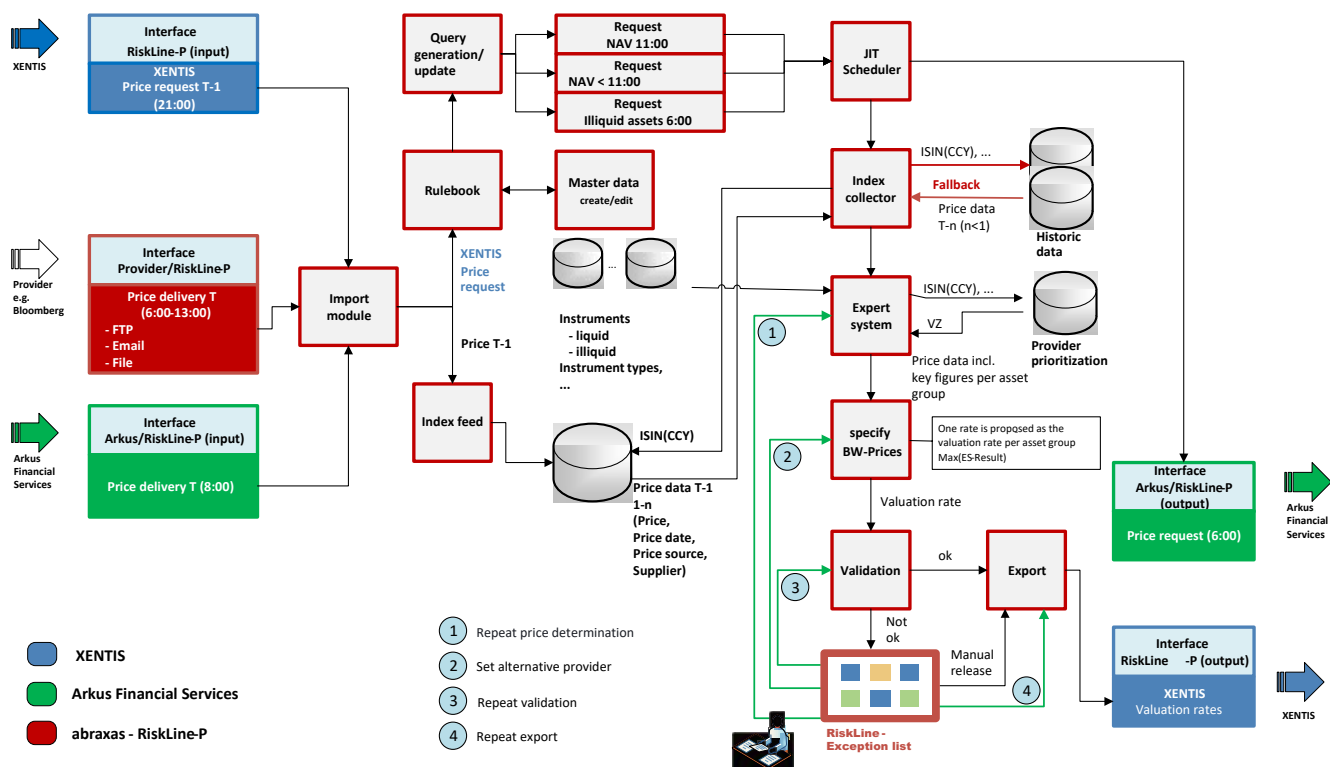 XENTIS
Interface
RiskLine-P (input)
XENTIS
Price request T-1
(21:00)
Provider
e.g.
Bloomberg
Interface
Provider/RiskLine-P
Price delivery T
(6:00-13:00)
- FTP
- Email
- File
Arkus
Financial
Services
Interface
Arkus/RiskLine-P (input)
Price delivery T (8:00)
Import
module
Query
generation/
update
Request
NAV 11:00
Request
NAV < 11:00
Request
Illiquid assets 6:00
JIT
Scheduler
Rulebook
Master data
create/edit
XENTIS
Price
request
Price T-1
...
Instruments
- liquid
- illiquid
Instrument types,
...
Index feed
ISIN(CCY)
Price data T-1
1-n
(Price,
Price date,
Price source,
Supplier)
Index
collector
ISIN(CCY), ...
Fallback
Price data
T-n (n<1)
Historic
data
Expert
system
ISIN(CCY), ...
VZ
Provider
prioritization
1
Price data incl.
key figures per asset
group
2
specify
BW-Prices
One rate is proposed as the
valuation rate per asset group
Max(ES-Result)
Valuation rate
3
Validation
ok
Export
Not
ok
Manual
release
4
RiskLine -
Exception list
Interface
Arkus/RiskLine-P
(output)
Price request (6:00)
Arkus
Financial
Services
Interface
RiskLine -P (output)
XENTIS
Valuation rates
XENTIS
1 Repeat price determination
2 Set alternative provider
3 Repeat validation
4 Repeat export
XENTIS
Arkus Financial Services
abraxas - RiskLine-P